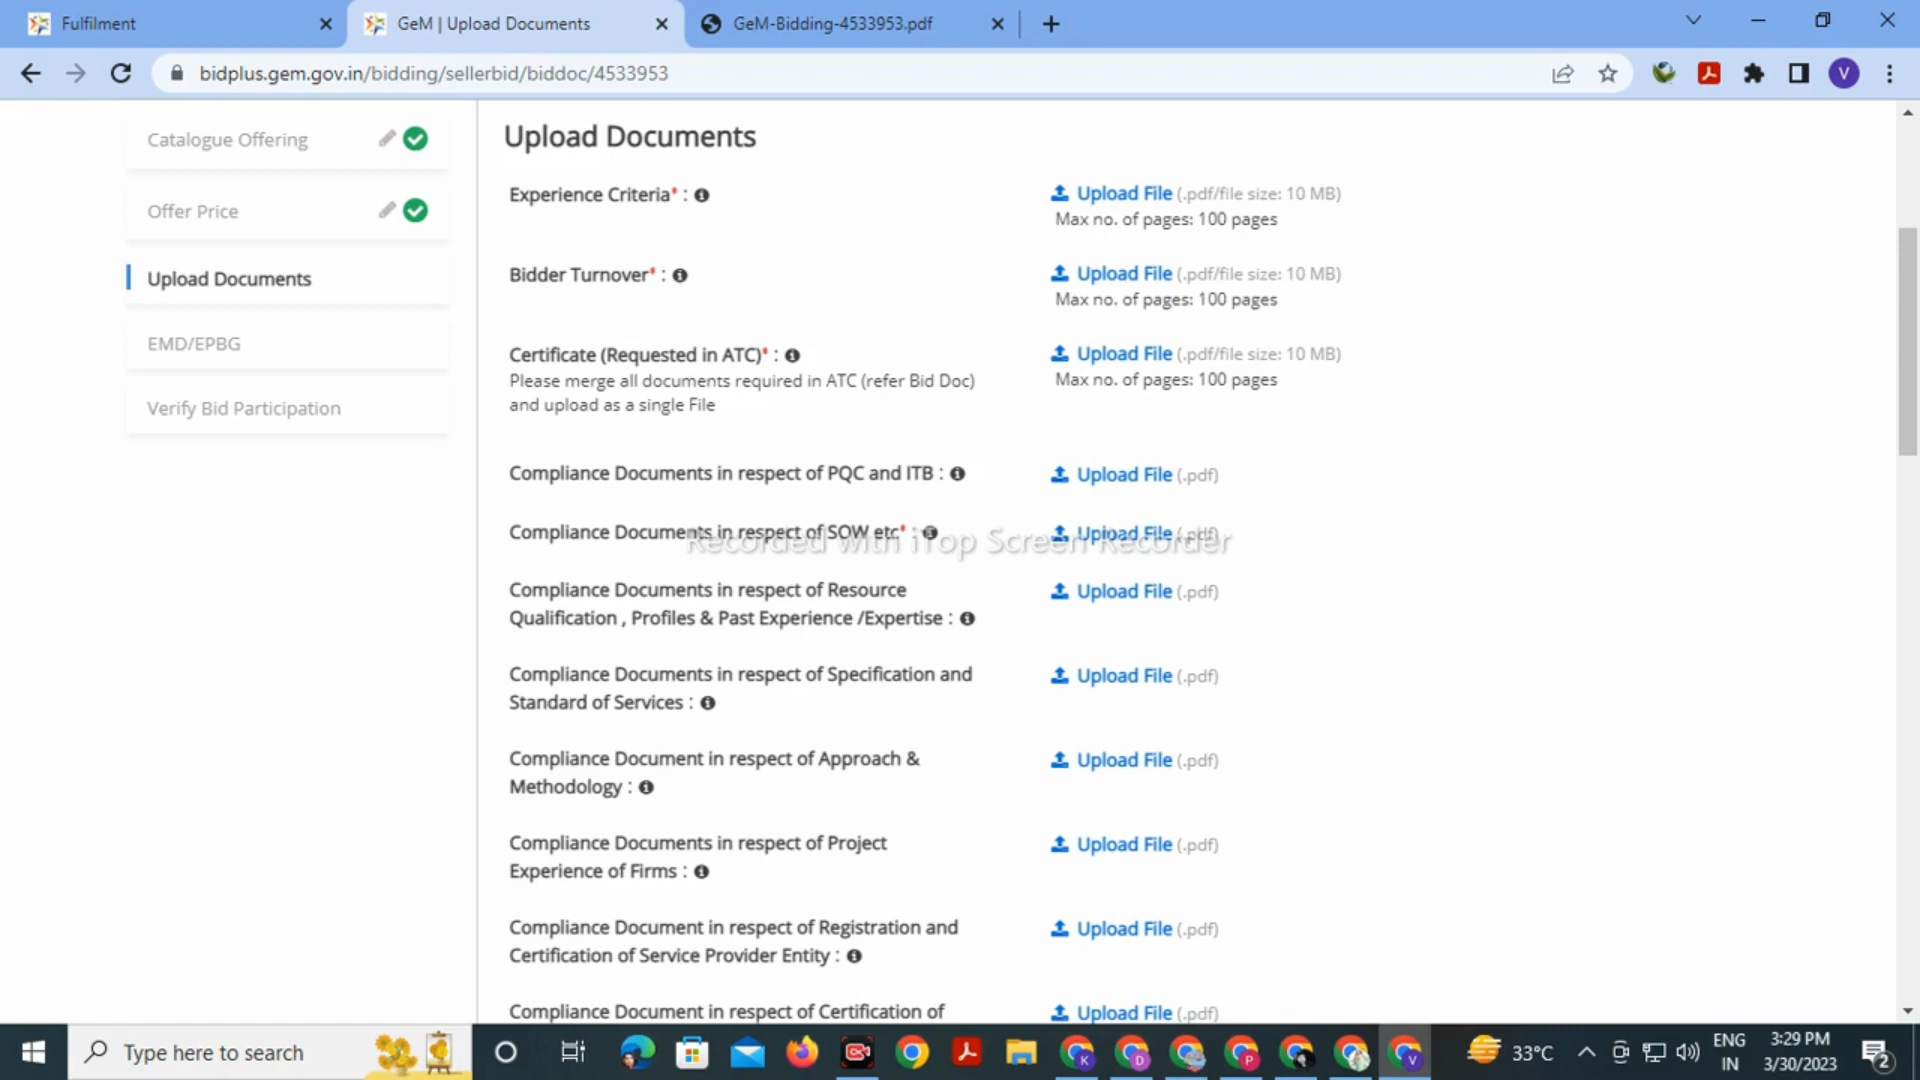 Fulfilment
GeM | Upload Documents
GeM-Bidding-4533953.pdf
bidplus.gem.gov.in/bidding/sellerbid/biddoc/4533953
V
Catalogue Offering
Offer Price
Upload Documents
EMD/EPBG
Verify Bid Participation
Upload Documents
Experience Criteria* :
Upload File (.pdf/file size: 10 MB)
Max no. of pages: 100 pages
Bidder Turnover* :
Upload File (.pdf/file size: 10 MB)
Max no. of pages: 100 pages
Certificate (Requested in ATC)* :
Please merge all documents required in ATC (refer Bid Doc)
and upload as a single File
Upload File (.pdf/file size: 10 MB)
Max no. of pages: 100 pages
Compliance Documents in respect of PQC and ITB :
Upload File (.pdf)
Compliance Documents in respect of SOW etc* :
Upload File (.pdf)
Recorded with iTop Screen Recorder
Compliance Documents in respect of Resource
Qualification , Profiles & Past Experience /Expertise :
Upload File (.pdf)
Compliance Documents in respect of Specification and
Standard of Services :
Upload File (.pdf)
Compliance Document in respect of Approach &
Methodology :
Upload File (.pdf)
Compliance Documents in respect of Project
Experience of Firms :
Upload File (.pdf)
Compliance Document in respect of Registration and
Certification of Service Provider Entity :
Upload File (.pdf)
Compliance Document in respect of Certification of
Upload File (.pdf)
Type here to search
K
D
P
V
33°C
ENG
IN
3:29 PM
3/30/2023
2